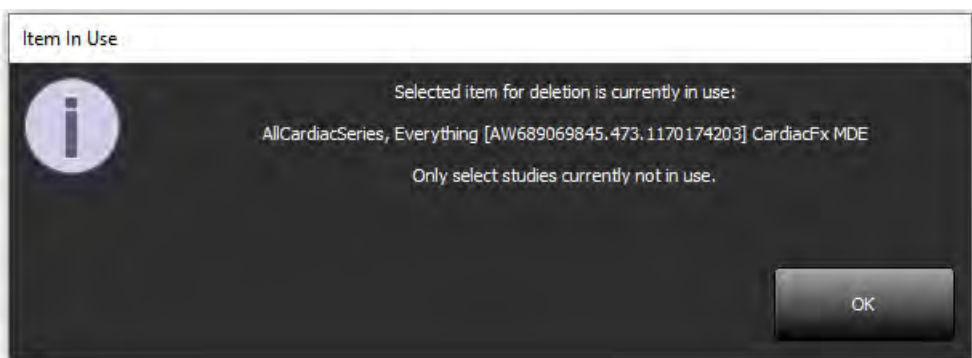 Item In Use
Selected item for deletion is currently in use:
AllCardiacSeries, Everything [AW689069845.473.1170174203] CardiacFx MDE
Only select studies currently not in use.
OK